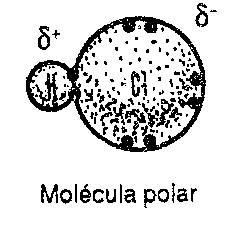 δ⁺ δ⁻
H Cl
Molécula polar